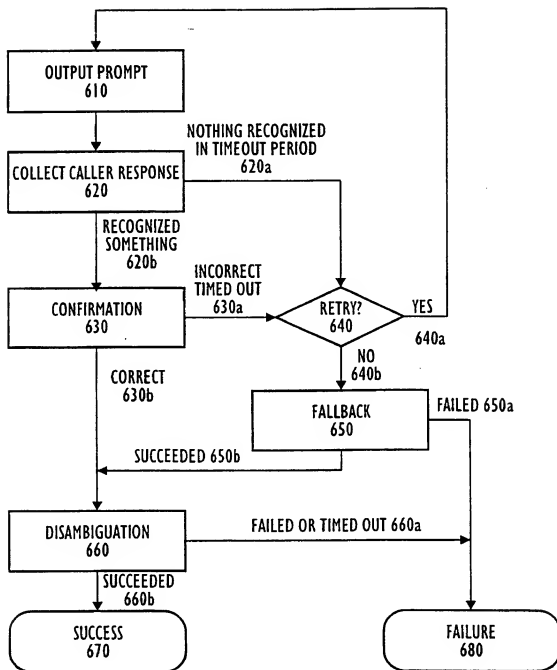 OUTPUT PROMPT
610
NOTHING RECOGNIZED
IN TIMEOUT PERIOD
620a
COLLECT CALLER RESPONSE
620
RECOGNIZED
SOMETHING
620b
INCORRECT
TIMED OUT
630a
CONFIRMATION
630
RETRY?
640
YES
640a
NO
640b
CORRECT
630b
FALLBACK
650
FAILED 650a
SUCCEEDED 650b
DISAMBIGUATION
660
FAILED OR TIMED OUT 660a
SUCCEEDED
660b
SUCCESS
670
FAILURE
680